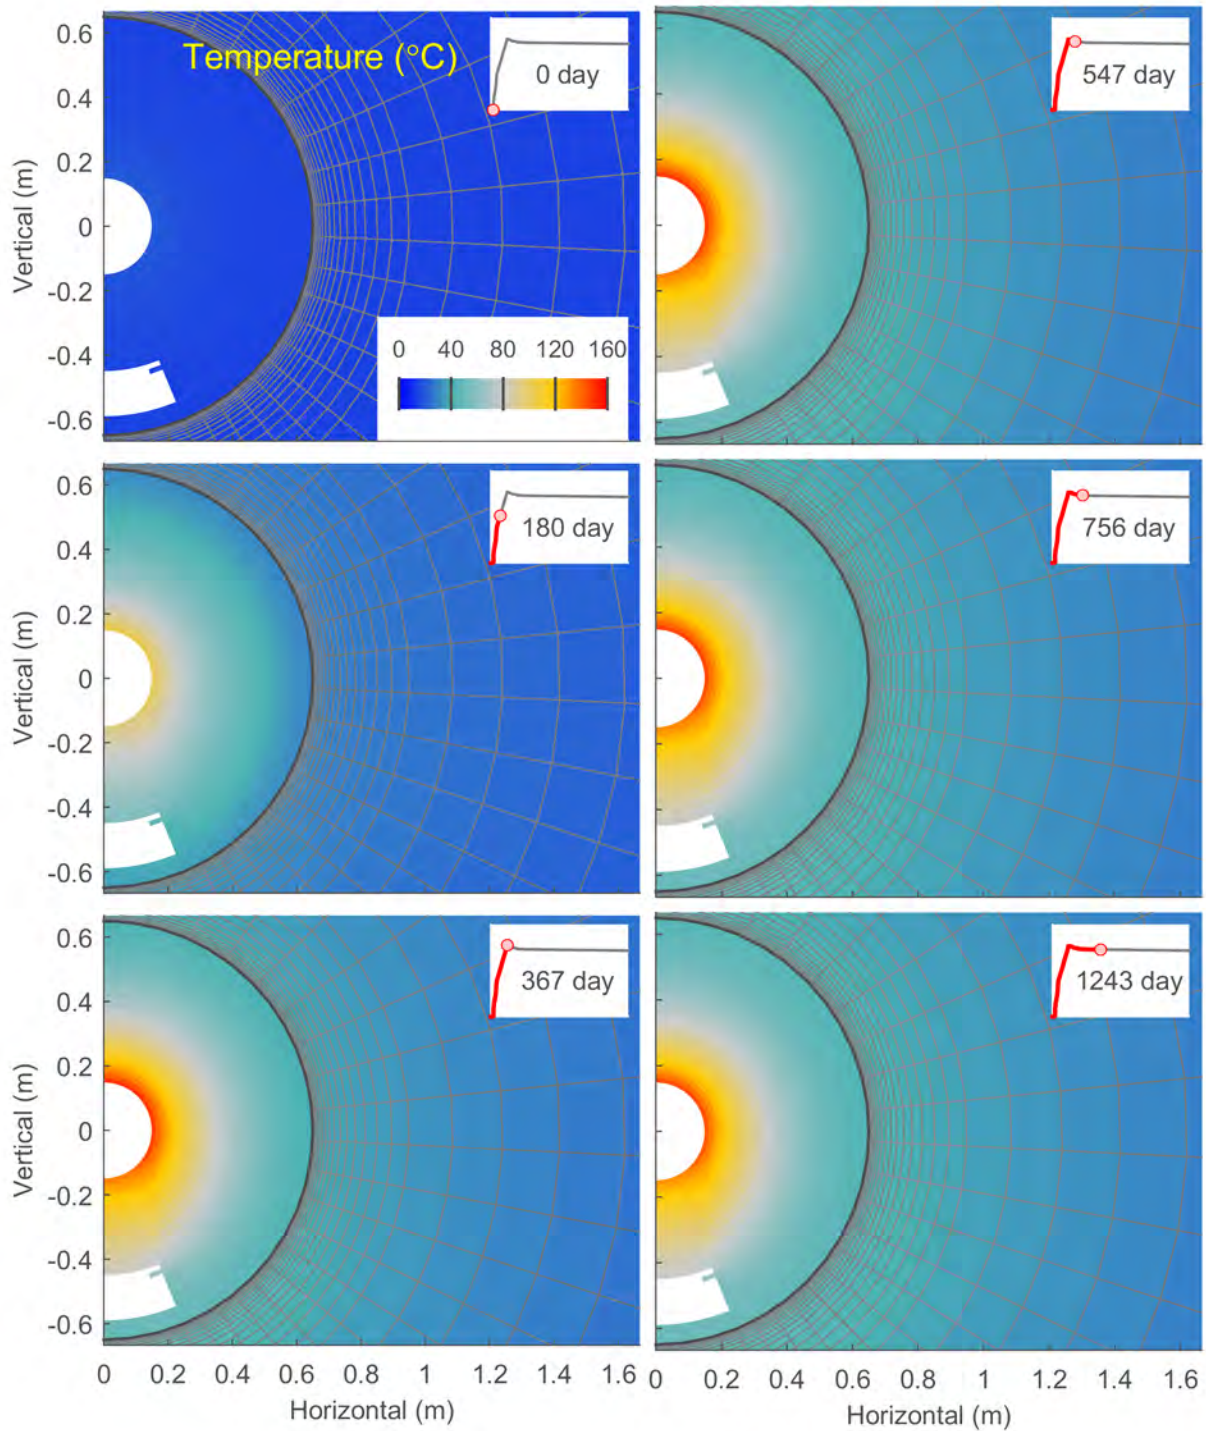 Temperature (°C)
0 day
0.6
0.4
0.2
0
-0.2
-0.4
-0.6
Vertical (m)
0 40 80 120 160
547 day
180 day
0.6
0.4
0.2
0
-0.2
-0.4
-0.6
Vertical (m)
756 day
367 day
0.6
0.4
0.2
0
-0.2
-0.4
-0.6
Vertical (m)
0 0.2 0.4 0.6 0.8 1 1.2 1.4 1.6
Horizontal (m)
1243 day
0 0.2 0.4 0.6 0.8 1 1.2 1.4 1.6
Horizontal (m)